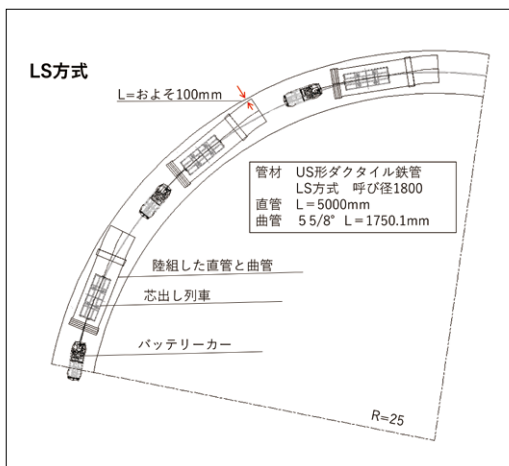 LS方式
L=およそ100mm
管材 US形ダクタイル鉄管
LS方式 呼び径1800
直管 L=5000mm
曲管 5 5/8° L=1750.1mm
陸組した直管と曲管
芯出し列車
バッテリーカー
R=25